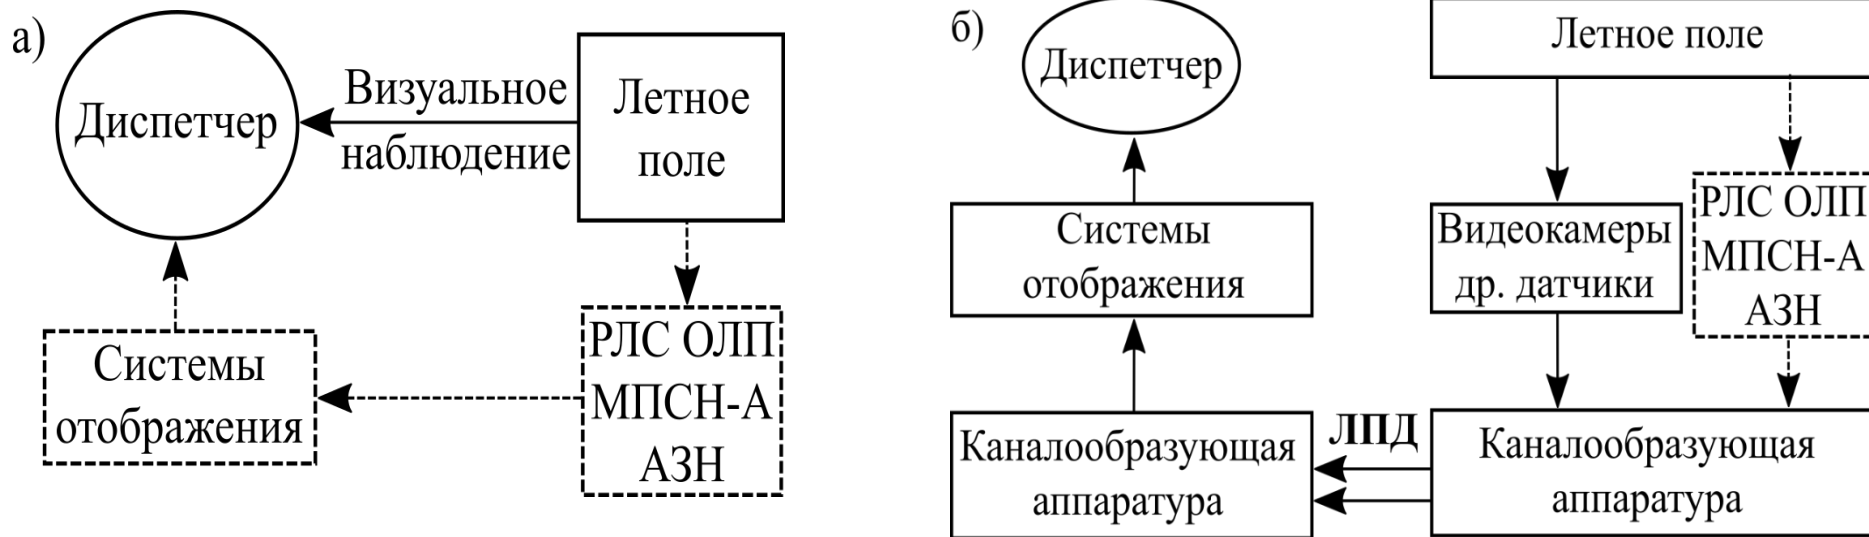 а)
Диспетчер
Визуальное
наблюдение
Летное
поле
Системы
отображения
РЛС ОЛП
МПСН-А
АЗН
б)
Диспетчер
Летное поле
Системы
отображения
Видеокамеры
др. датчики
РЛС ОЛП
МПСН-А
АЗН
Каналообразующая
аппаратура
ЛПД
Каналообразующая
аппаратура